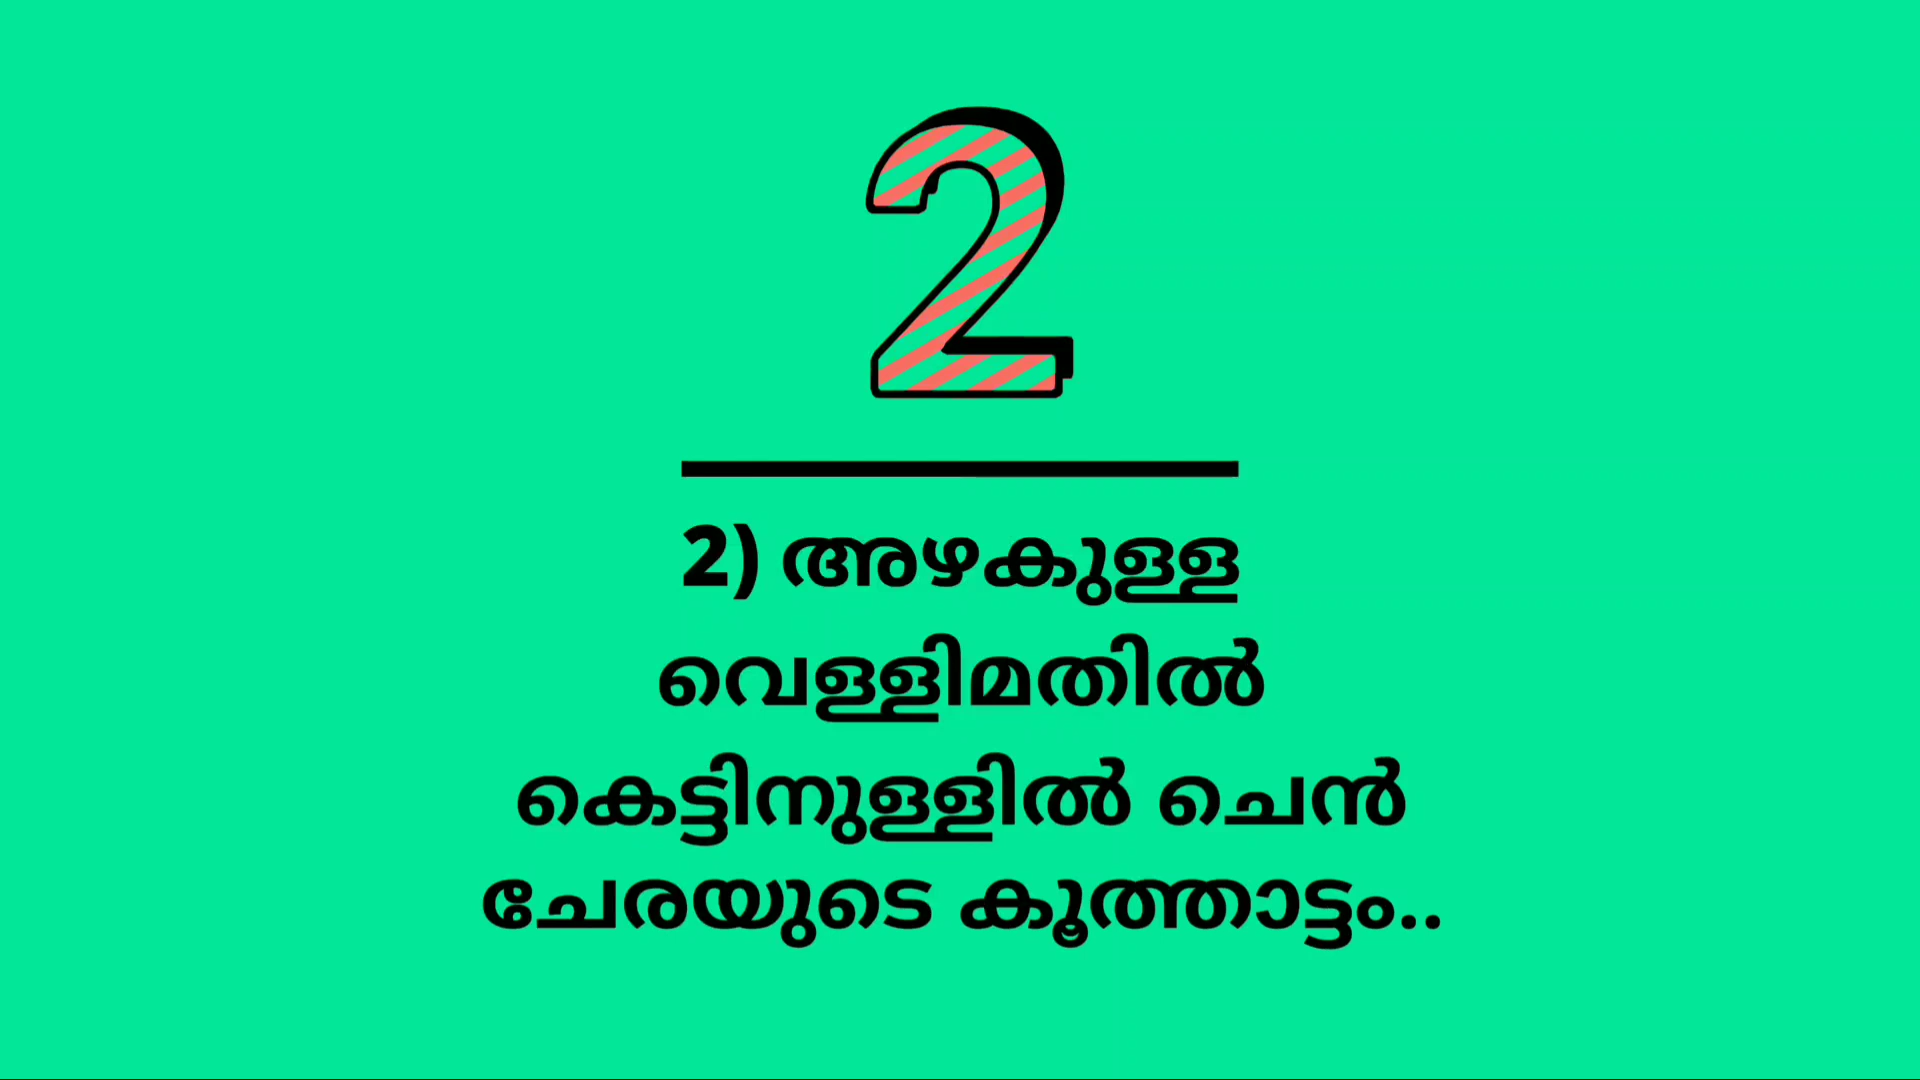 2
2) അഴകുള്ള
വെള്ളിമതിൽ
കെട്ടിനുള്ളിൽ ചെൻ
ചേരയുടെ കൂത്താട്ടം..